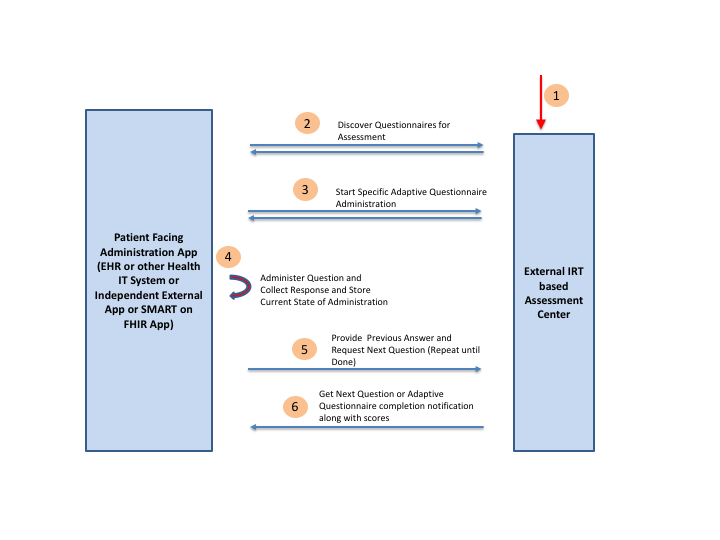 1
2
Discover Questionnaires for
Assessment
3
Start Specific Adaptive Questionnaire
Administration
Patient Facing
Administration App
(EHR or other Health
IT System or
Independent External
App or SMART on
FHIR App)
4
Administer Question and
Collect Response and Store
Current State of Administration
External IRT
based
Assessment
Center
5
Provide  Previous Answer and
Request Next Question (Repeat until
Done)
6
Get Next Question or Adaptive
Questionnaire completion notification
along with scores